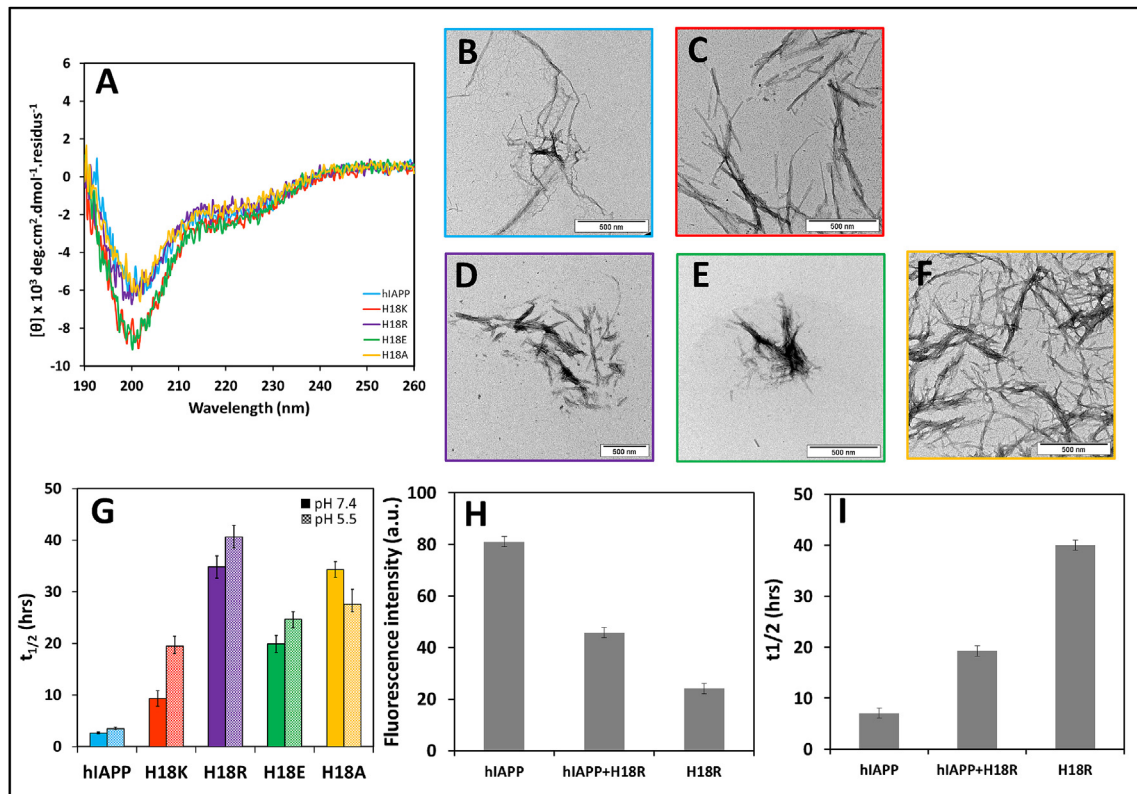 A
6
4
2
0
-2
-4
-6
-8
-10
[θ] x 10³ deg.cm².dmol⁻¹.residus⁻¹
190 200 210 220 230 240 250 260
Wavelength (nm)
hIAPP
H18K
H18R
H18E
H18A
B
500 nm
C
500 nm
D
500 nm
E
500 nm
F
500 nm
G
pH 7.4
pH 5.5
50
40
30
20
10
0
t1/2 (hrs)
hIAPP H18K H18R H18E H18A
H
100
80
60
40
20
0
Fluorescence intensity (a.u.)
hIAPP hIAPP+H18R H18R
I
50
40
30
20
10
0
t1/2 (hrs)
hIAPP hIAPP+H18R H18R